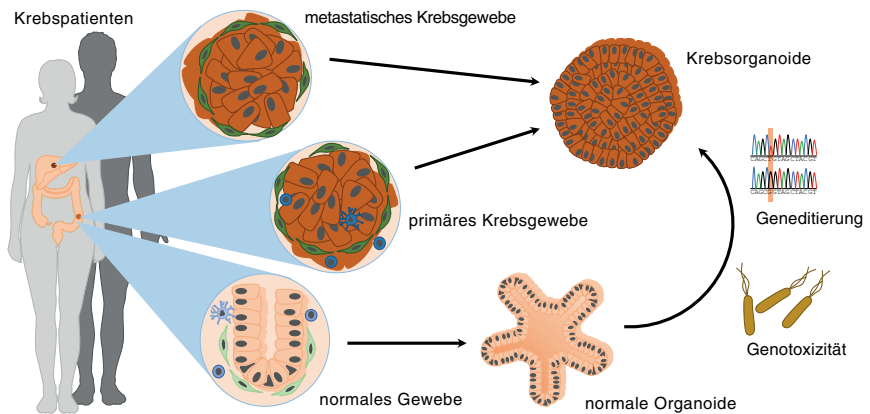 Krebspatienten
metastatisches Krebsgewebe
Krebsorganoide
primäres Krebsgewebe
Geneditierung
Genotoxizität
normales Gewebe
normale Organoide